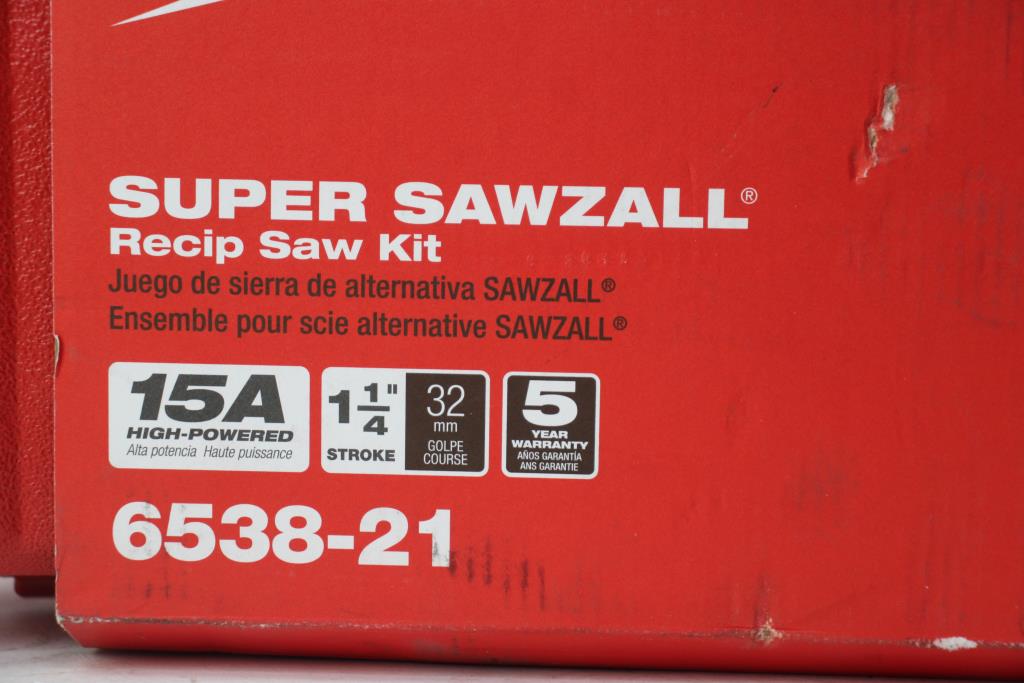 SUPER SAWZALL®
Recip Saw Kit
Juego de sierra de alternativa SAWZALL®
Ensemble pour scie alternative SAWZALL®
15A
HIGH-POWERED
Alta potencia Haute puissance
1 1/4"
STROKE
32
mm
GOLPE
COURSE
5
YEAR
WARRANTY
AÑOS GARANTÍA
ANS GARANTIE
6538-21